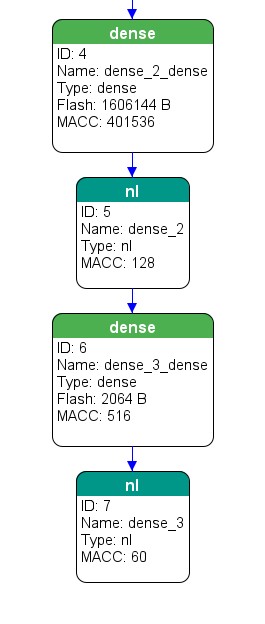 dense
ID: 4
Name: dense_2_dense
Type: dense
Flash: 1606144 B
MACC: 401536
nl
ID: 5
Name: dense_2
Type: nl
MACC: 128
dense
ID: 6
Name: dense_3_dense
Type: dense
Flash: 2064 B
MACC: 516
nl
ID: 7
Name: dense_3
Type: nl
MACC: 60